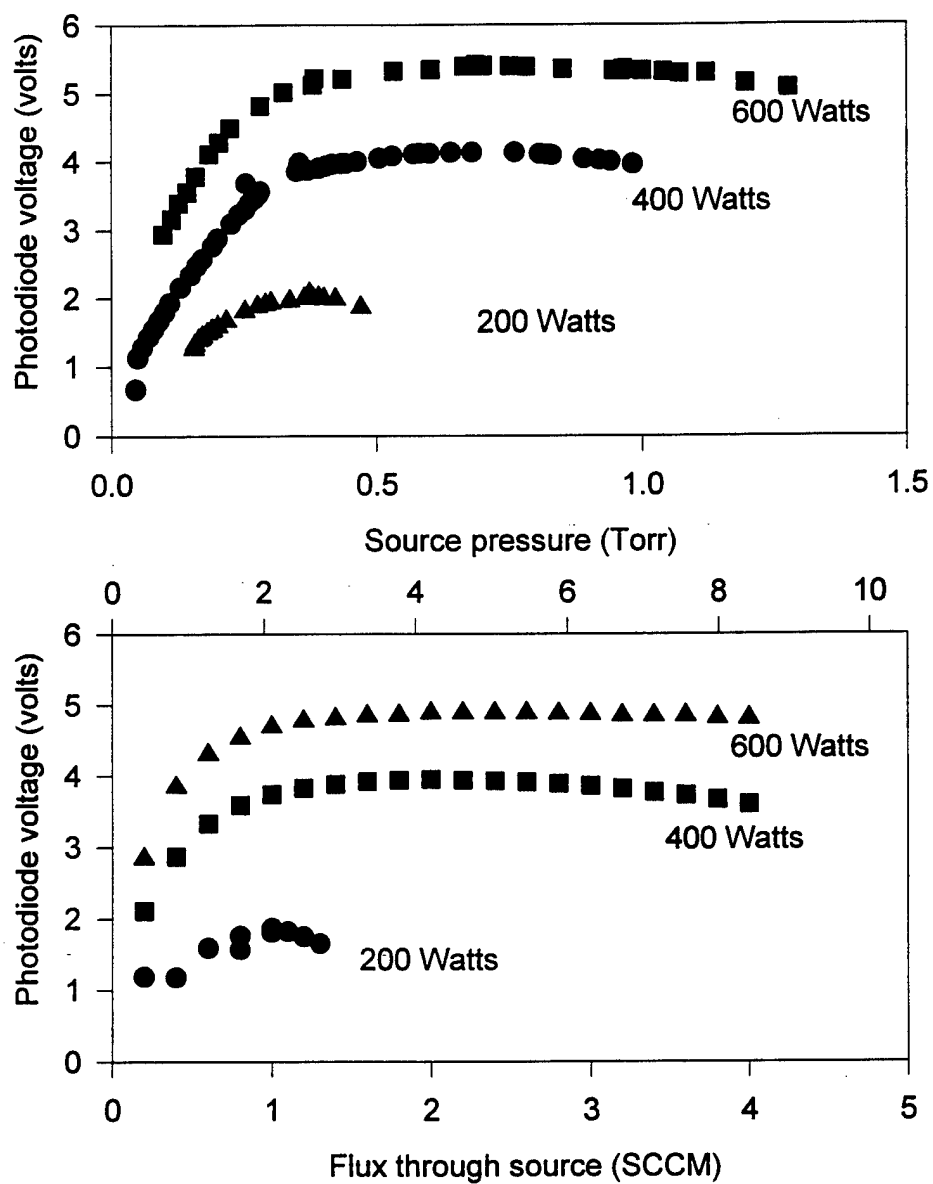 Photodiode voltage (volts)
6
5
4
3
2
1
0
600 Watts
400 Watts
200 Watts
0.0 0.5 1.0 1.5
Source pressure (Torr)
0 2 4 6 8 10
Photodiode voltage (volts)
6
5
4
3
2
1
0
600 Watts
400 Watts
200 Watts
0 1 2 3 4 5
Flux through source (SCCM)